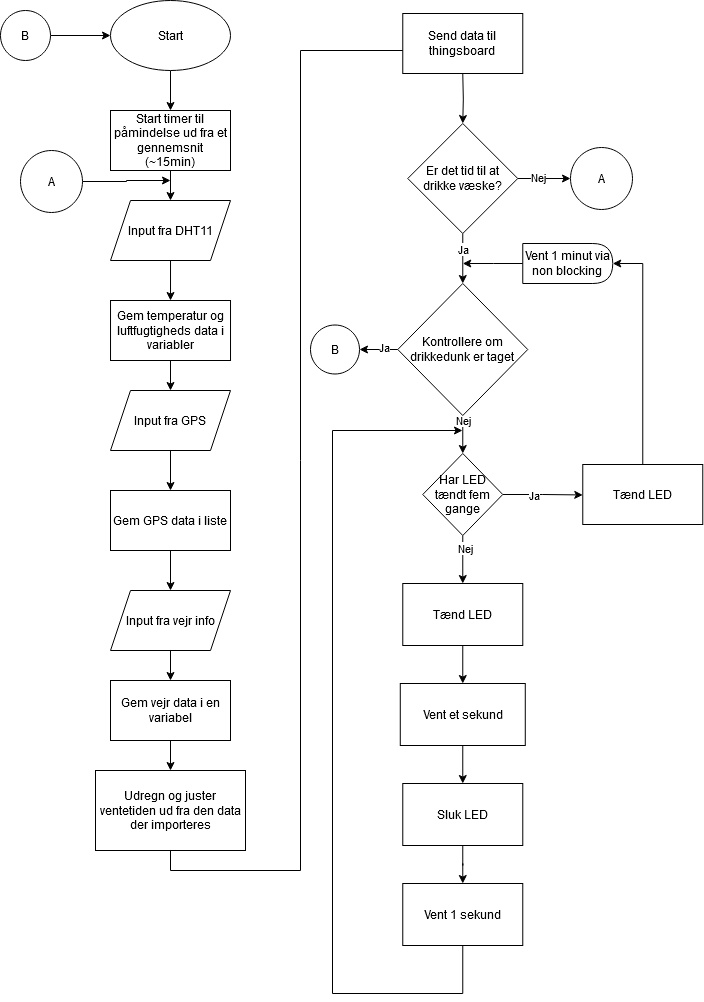 B
Start
Start timer til
påmindelse ud fra et
gennemsnit
(~15min)
A
Input fra DHT11
Gem temperatur og
luftfugtigheds data i
variabler
Input fra GPS
Gem GPS data i liste
Input fra vejr info
Gem vejr data i en
variabel
Udregn og juster
ventetiden ud fra den data
der importeres
Send data til
thingsboard
Er det tid til at
drikke væske?
Nej
A
Ja
Vent 1 minut via
non blocking
Kontrollere om
drikkedunk er taget
Ja
B
Nej
Har LED
tændt fem
gange
Ja
Tænd LED
Nej
Tænd LED
Vent et sekund
Sluk LED
Vent 1 sekund